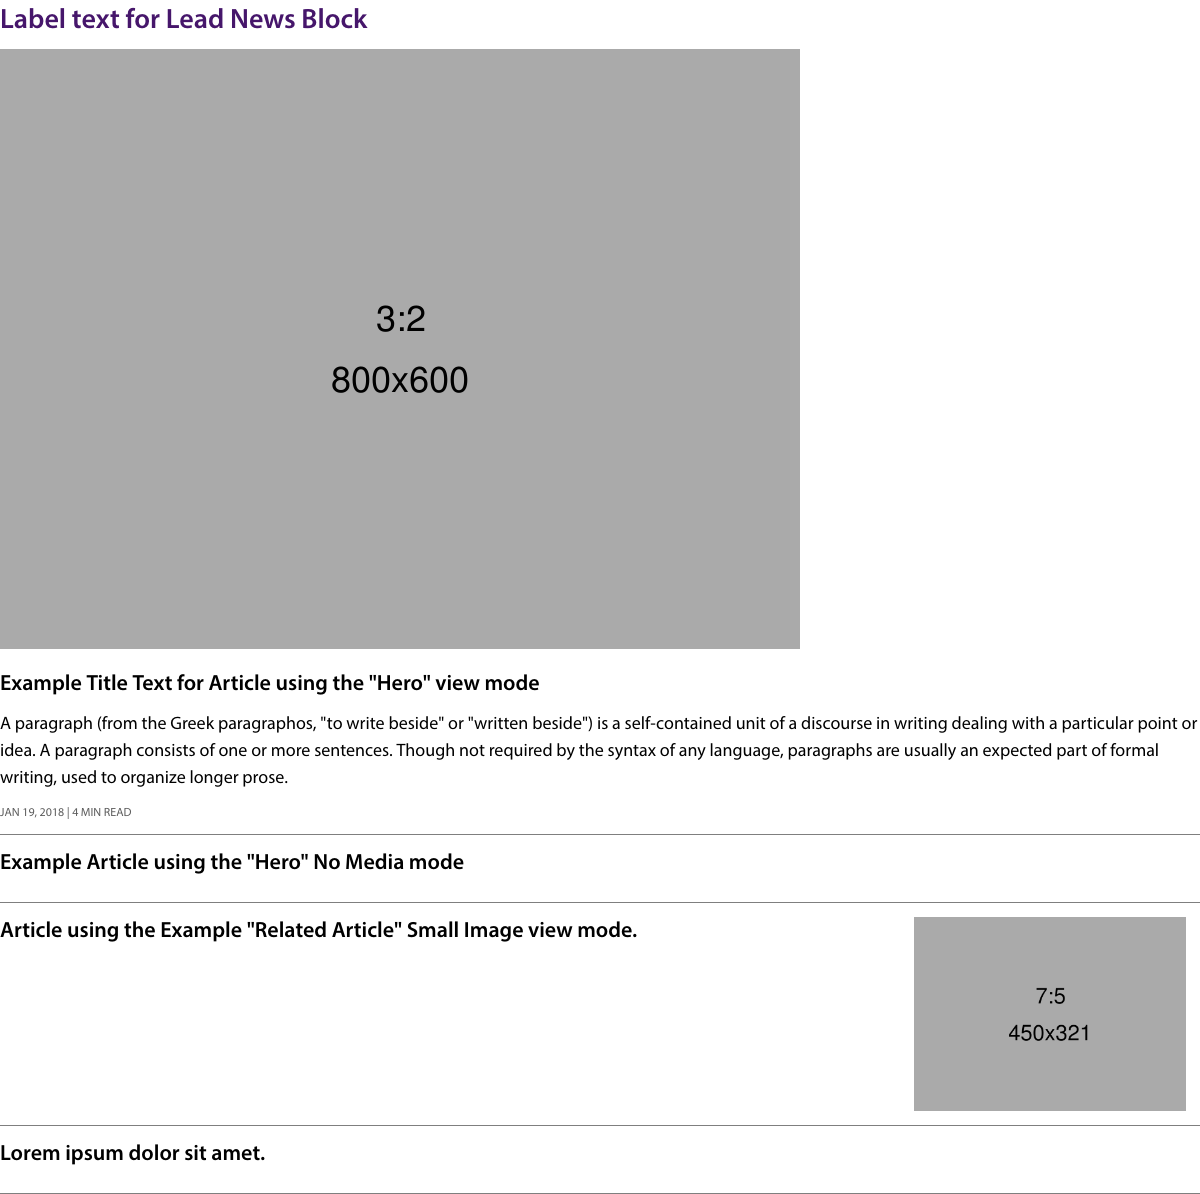 Label text for Lead News Block
3:2
800x600
Example Title Text for Article using the "Hero" view mode
A paragraph (from the Greek paragraphos, "to write beside" or "written beside") is a self-contained unit of a discourse in writing dealing with a particular point or
idea. A paragraph consists of one or more sentences. Though not required by the syntax of any language, paragraphs are usually an expected part of formal
writing, used to organize longer prose.
JAN 19, 2018 | 4 MIN READ
Example Article using the "Hero" No Media mode
Article using the Example "Related Article" Small Image view mode.
7:5
450x321
Lorem ipsum dolor sit amet.